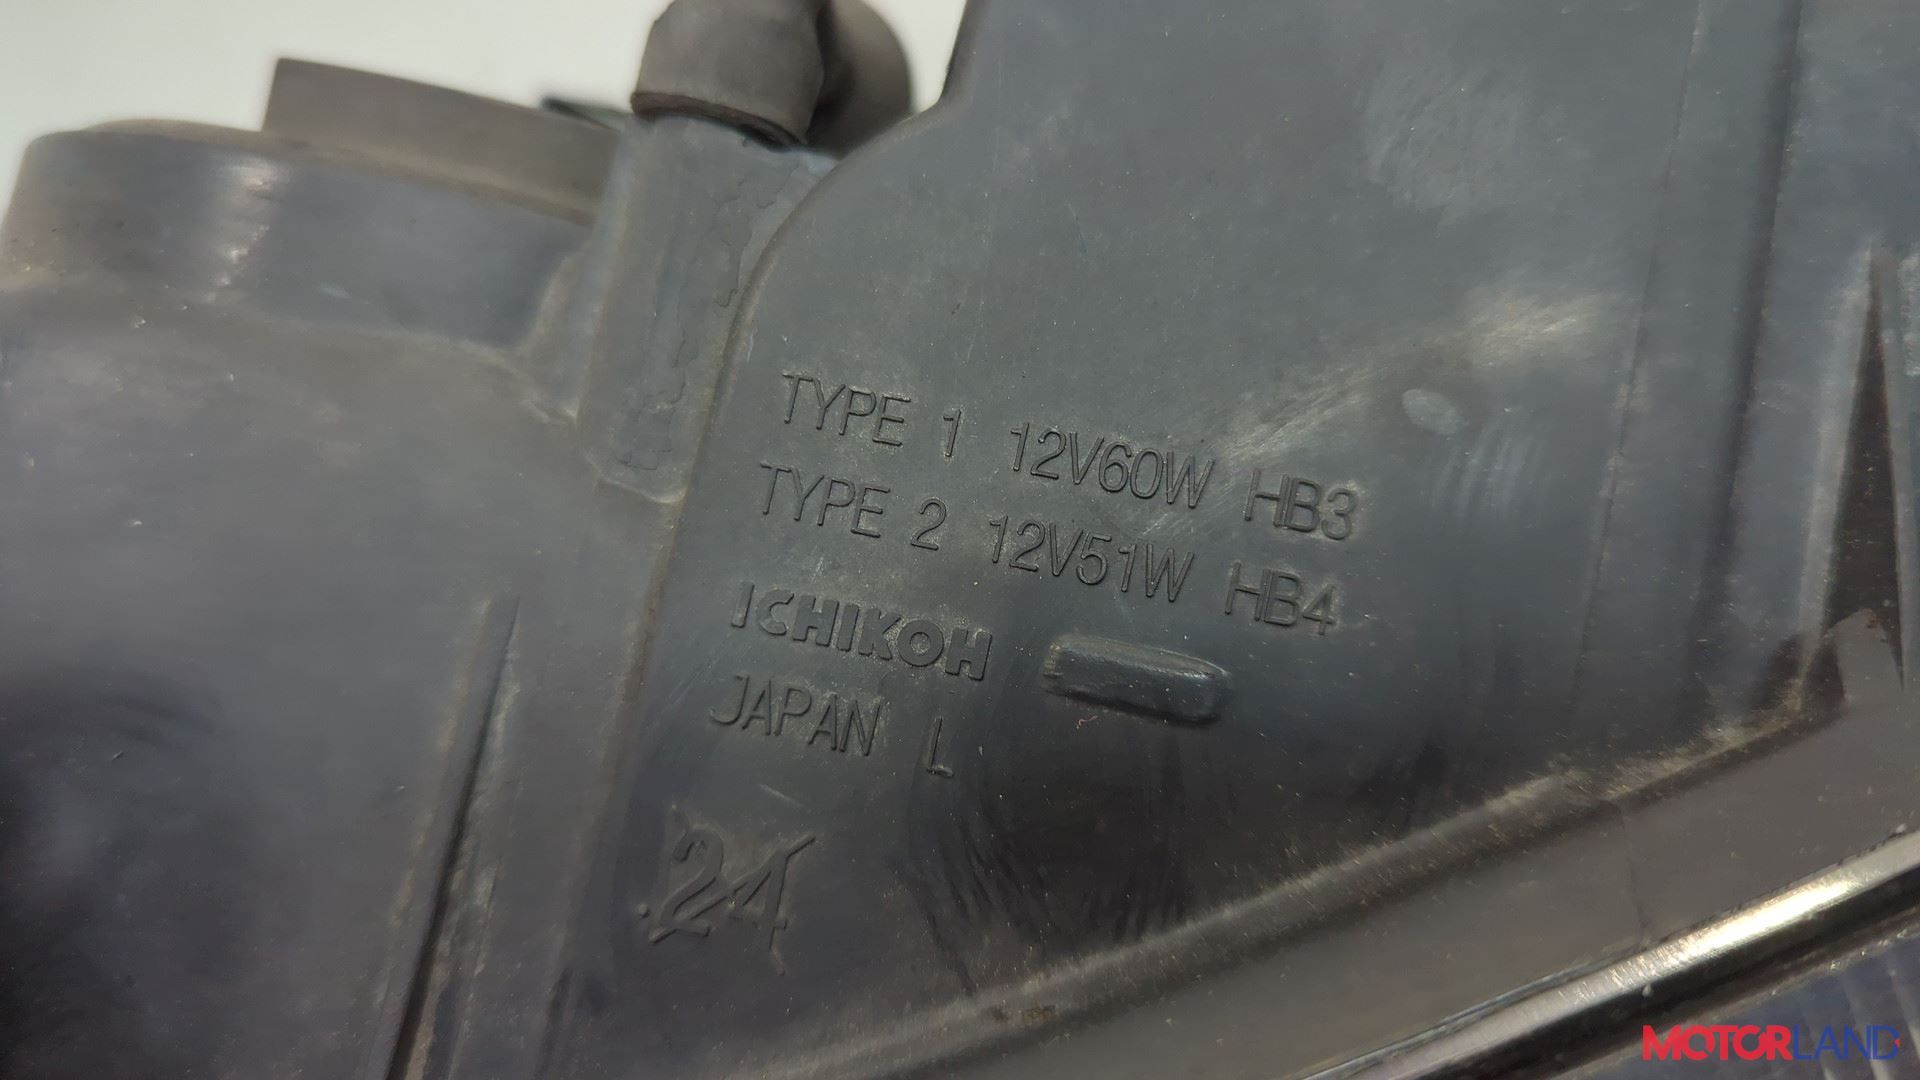 TYPE 1 12V60W HB3
TYPE 2 12V51W HB4
ICHIKOH
JAPAN L
24
MOTORLAND